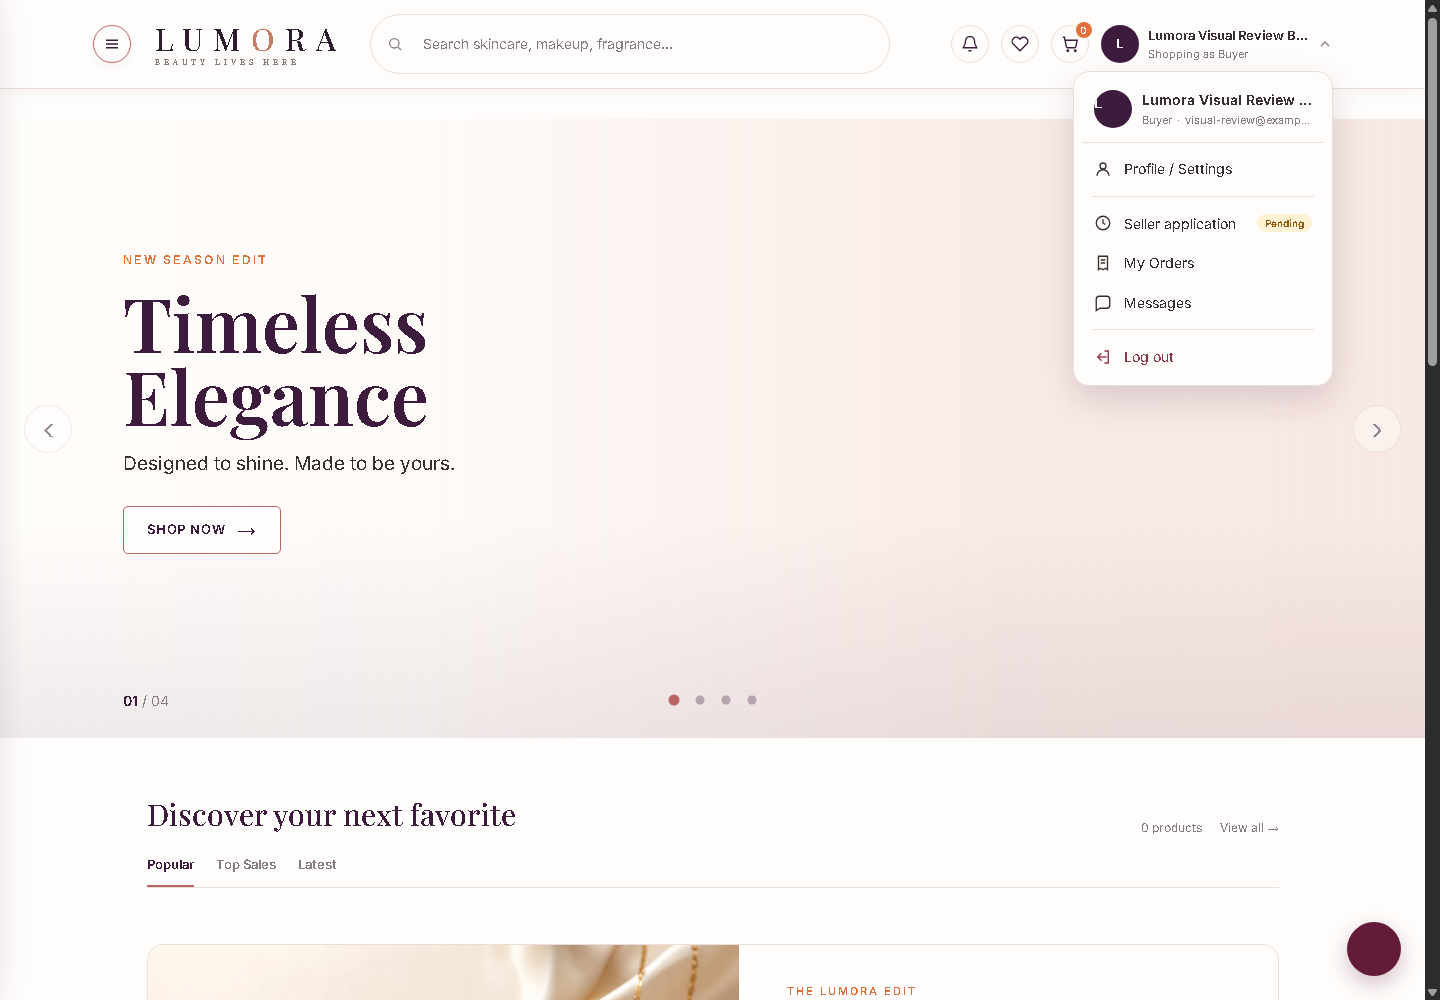 LUMORA
BEAUTY LIVES HERE
Search skincare, makeup, fragrance...
0
L
Lumora Visual Review B...
Shopping as Buyer
L
Lumora Visual Review ...
Buyer · visual-review@examp...
Profile / Settings
Seller application
Pending
My Orders
Messages
Log out
NEW SEASON EDIT
Timeless
Elegance
Designed to shine. Made to be yours.
SHOP NOW →
01 / 04
Discover your next favorite
0 products
View all →
Popular
Top Sales
Latest
THE LUMORA EDIT